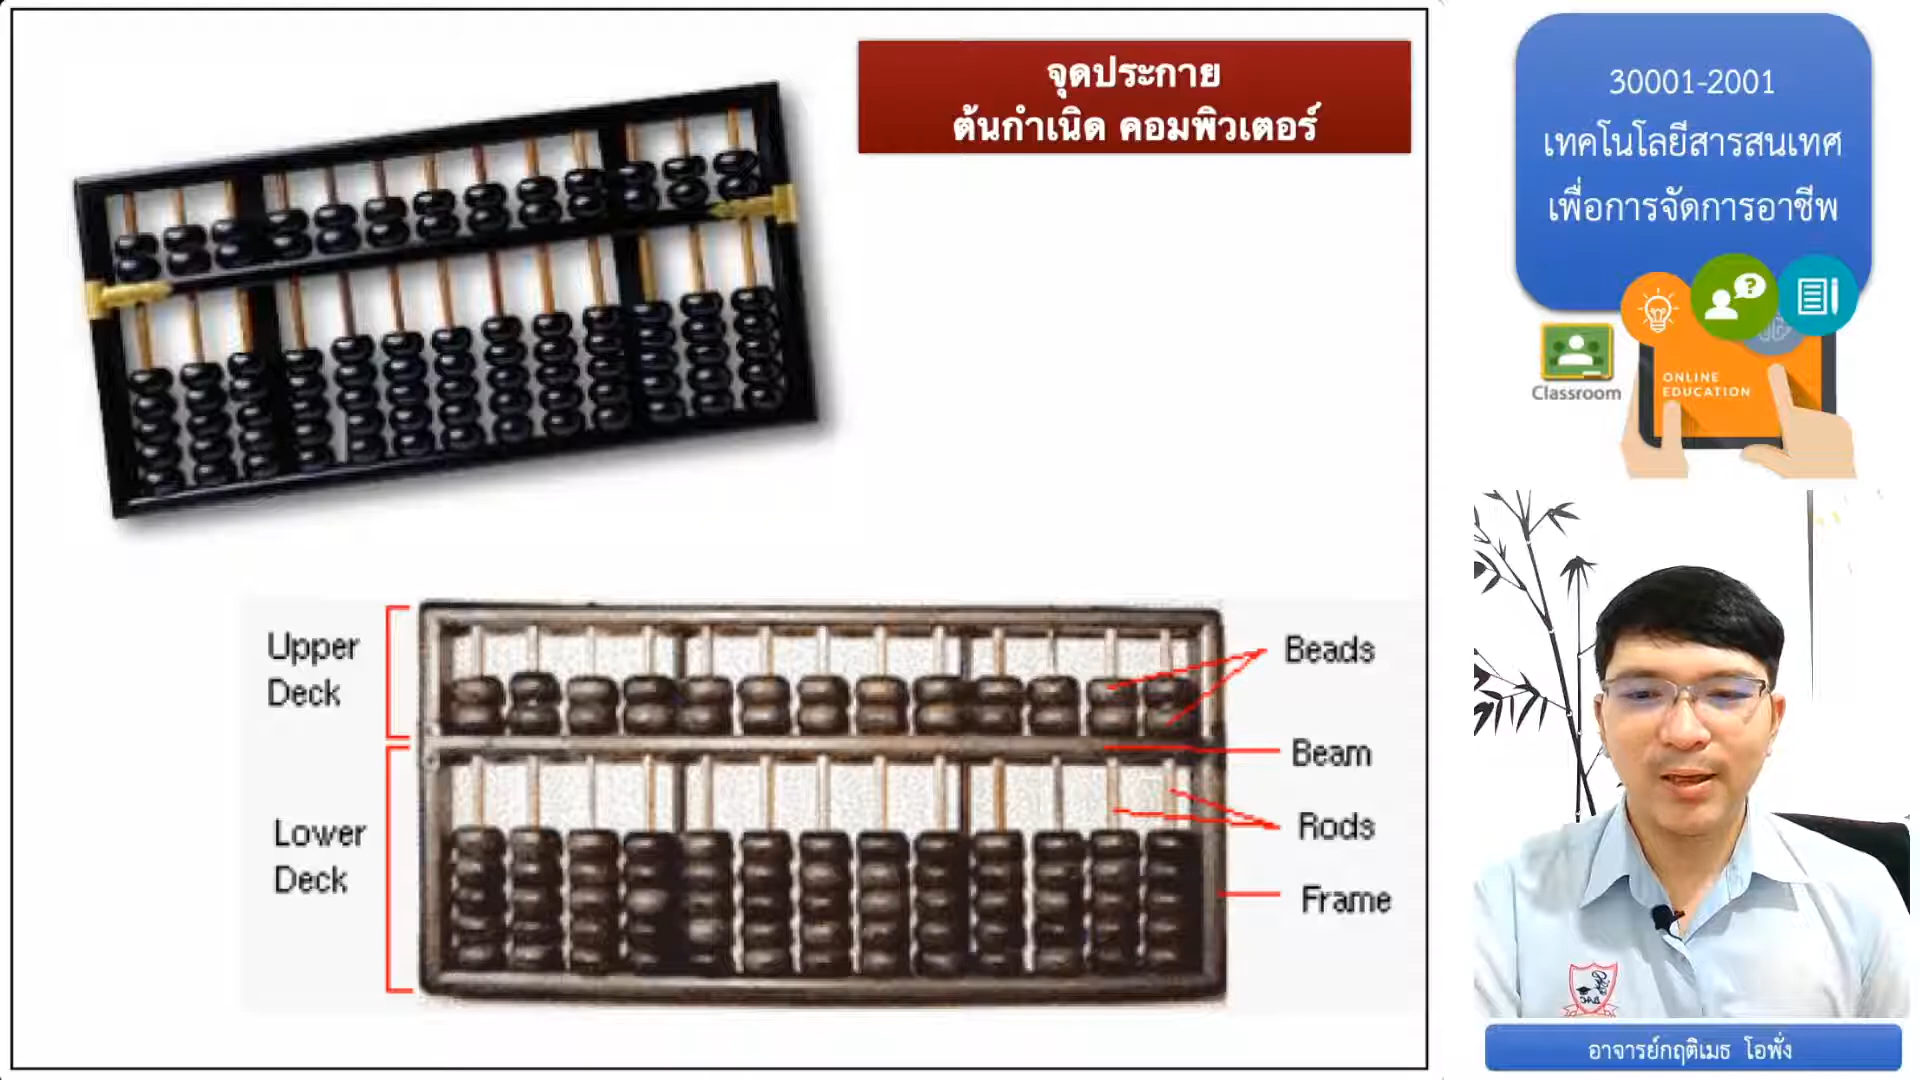 จุดประกาย
ต้นกำเนิด คอมพิวเตอร์
Upper
Deck
Lower
Deck
Beads
Beam
Rods
Frame
30001-2001
เทคโนโลยีสารสนเทศ
เพื่อการจัดการอาชีพ
Classroom
ONLINE
EDUCATION
อาจารย์กฤติเมธ โอพั่ง